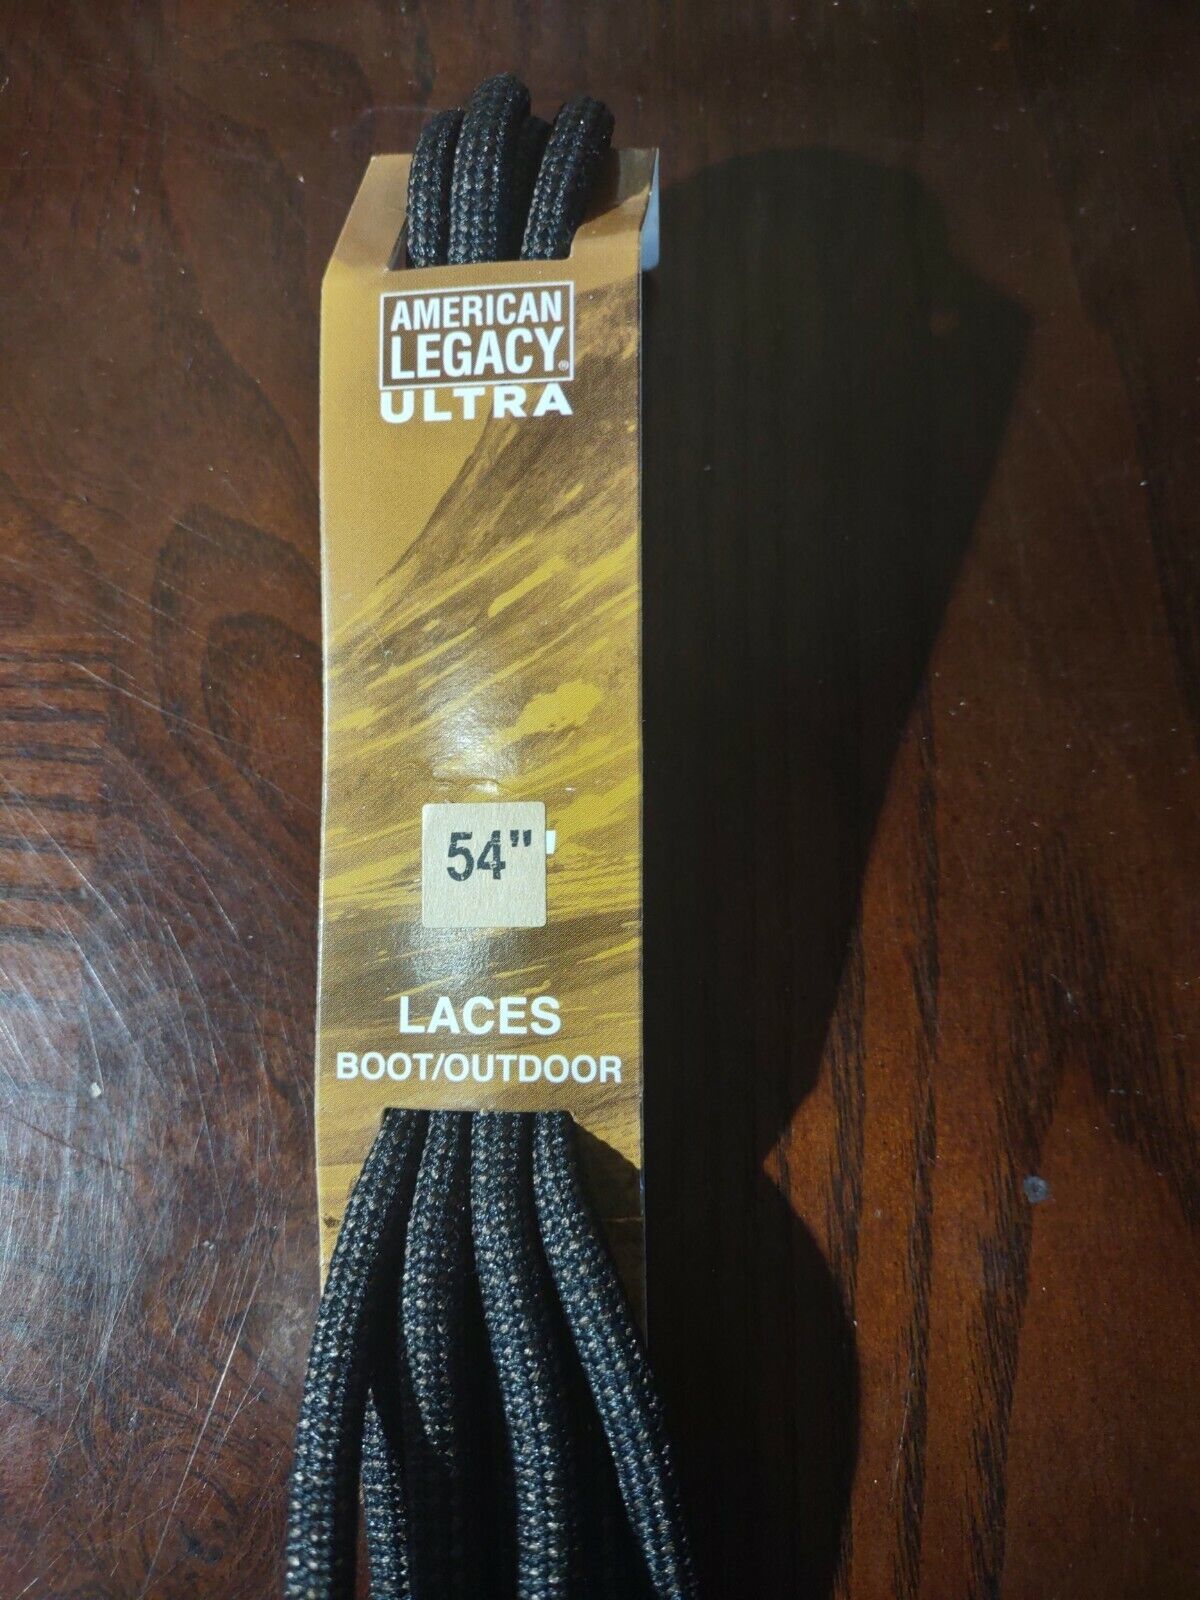 AMERICAN
LEGACY®
ULTRA
54"
LACES
BOOT/OUTDOOR